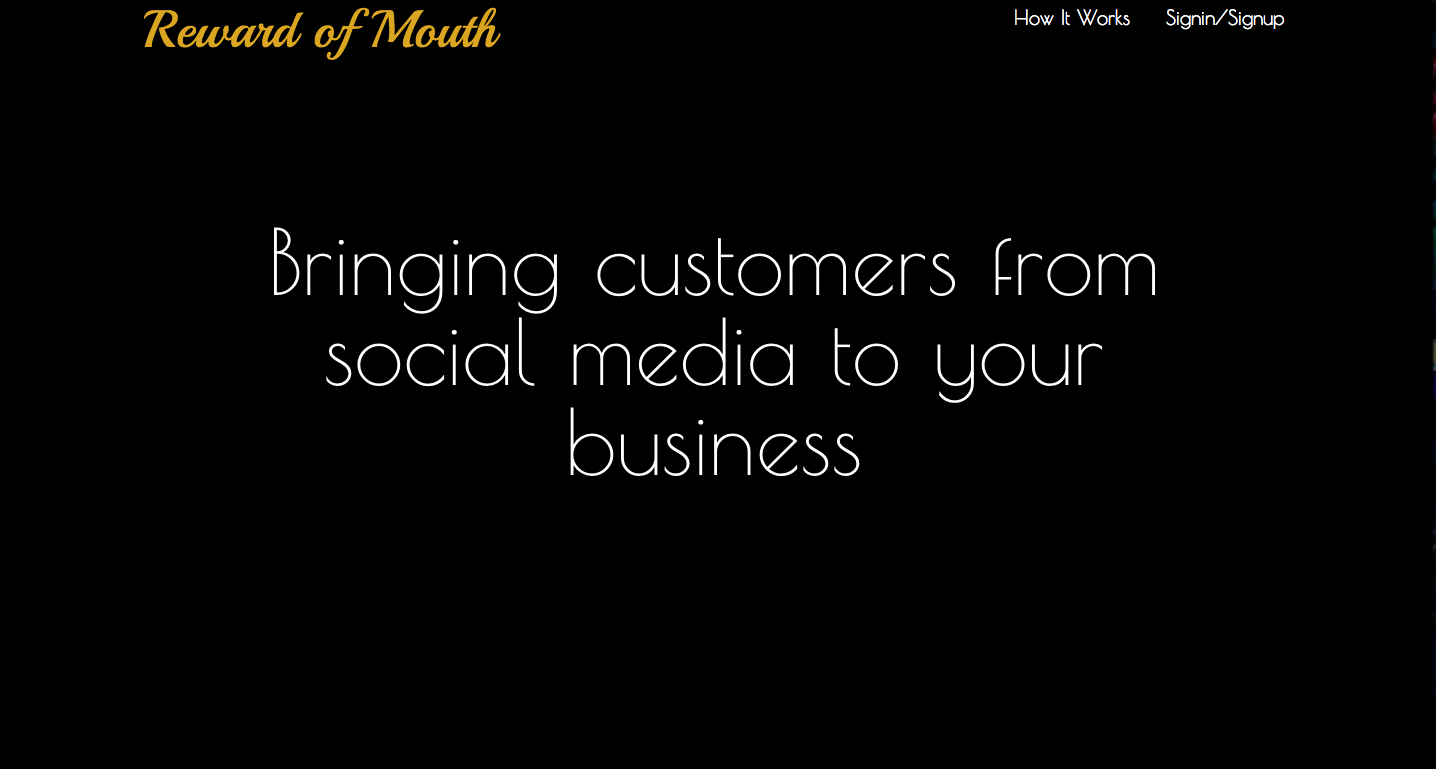 Reward of Mouth
How It Works
Signin/Signup
Bringing customers from
social media to your
business